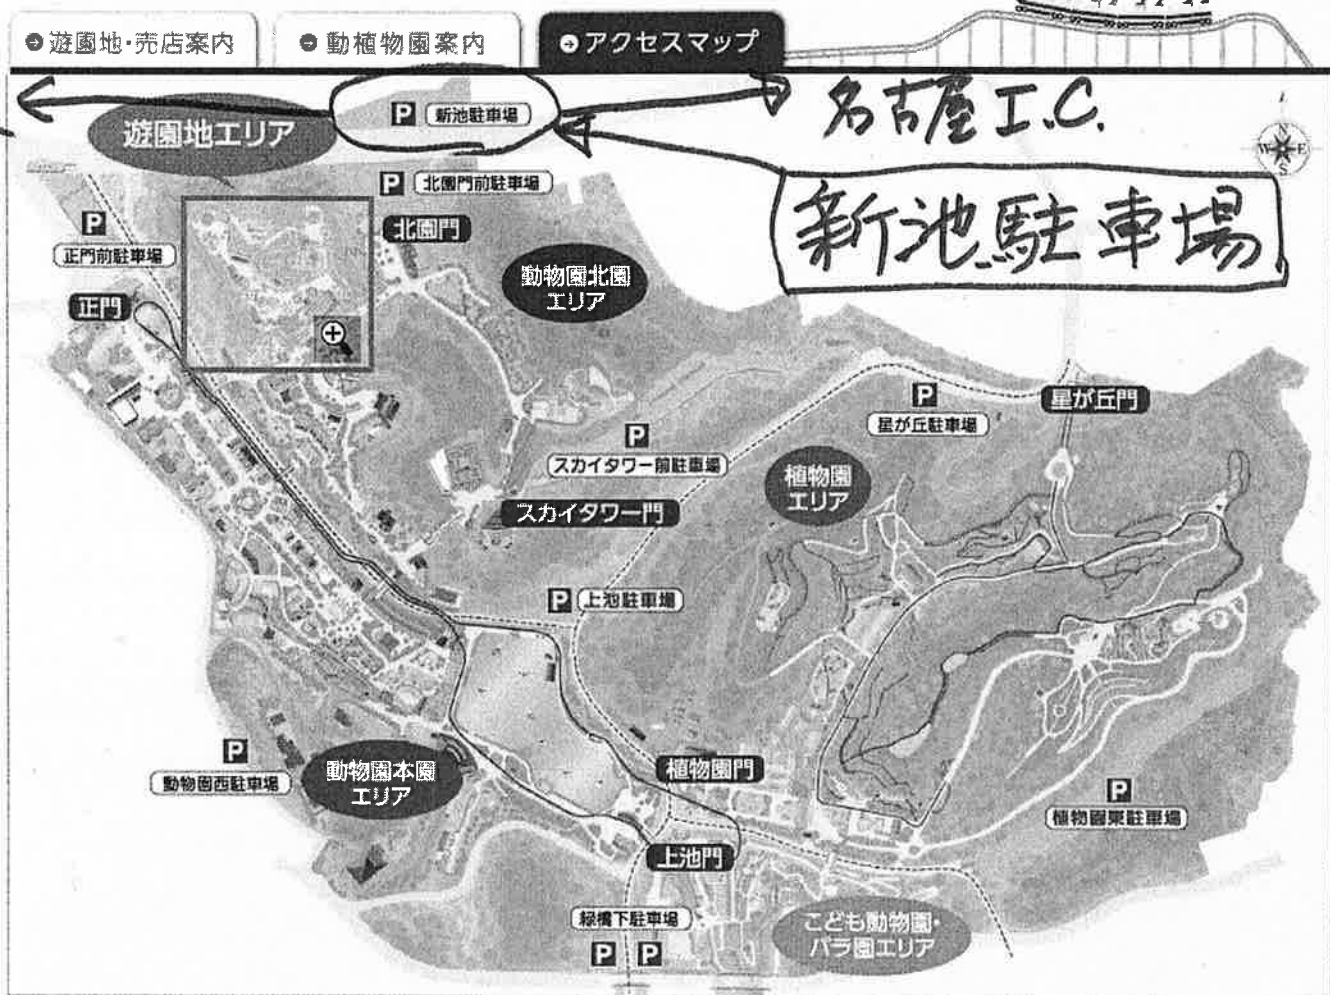 遊園地・売店案内
動植物園案内
アクセスマップ
名古屋I.C.
P 新池駐車場
遊園地エリア
W E
S
新池駐車場
P 北園門前駐車場
P
正門前駐車場
北園門
動物園北園
エリア
正門
星が丘門
P
星が丘駐車場
P
スカイタワー前駐車場
植物園
エリア
スカイタワー門
P 上池駐車場
P
動物園西駐車場
動物園本園
エリア
植物園門
P
植物園東駐車場
上池門
緑橋下駐車場
P P
こども動物園・
バラ園エリア